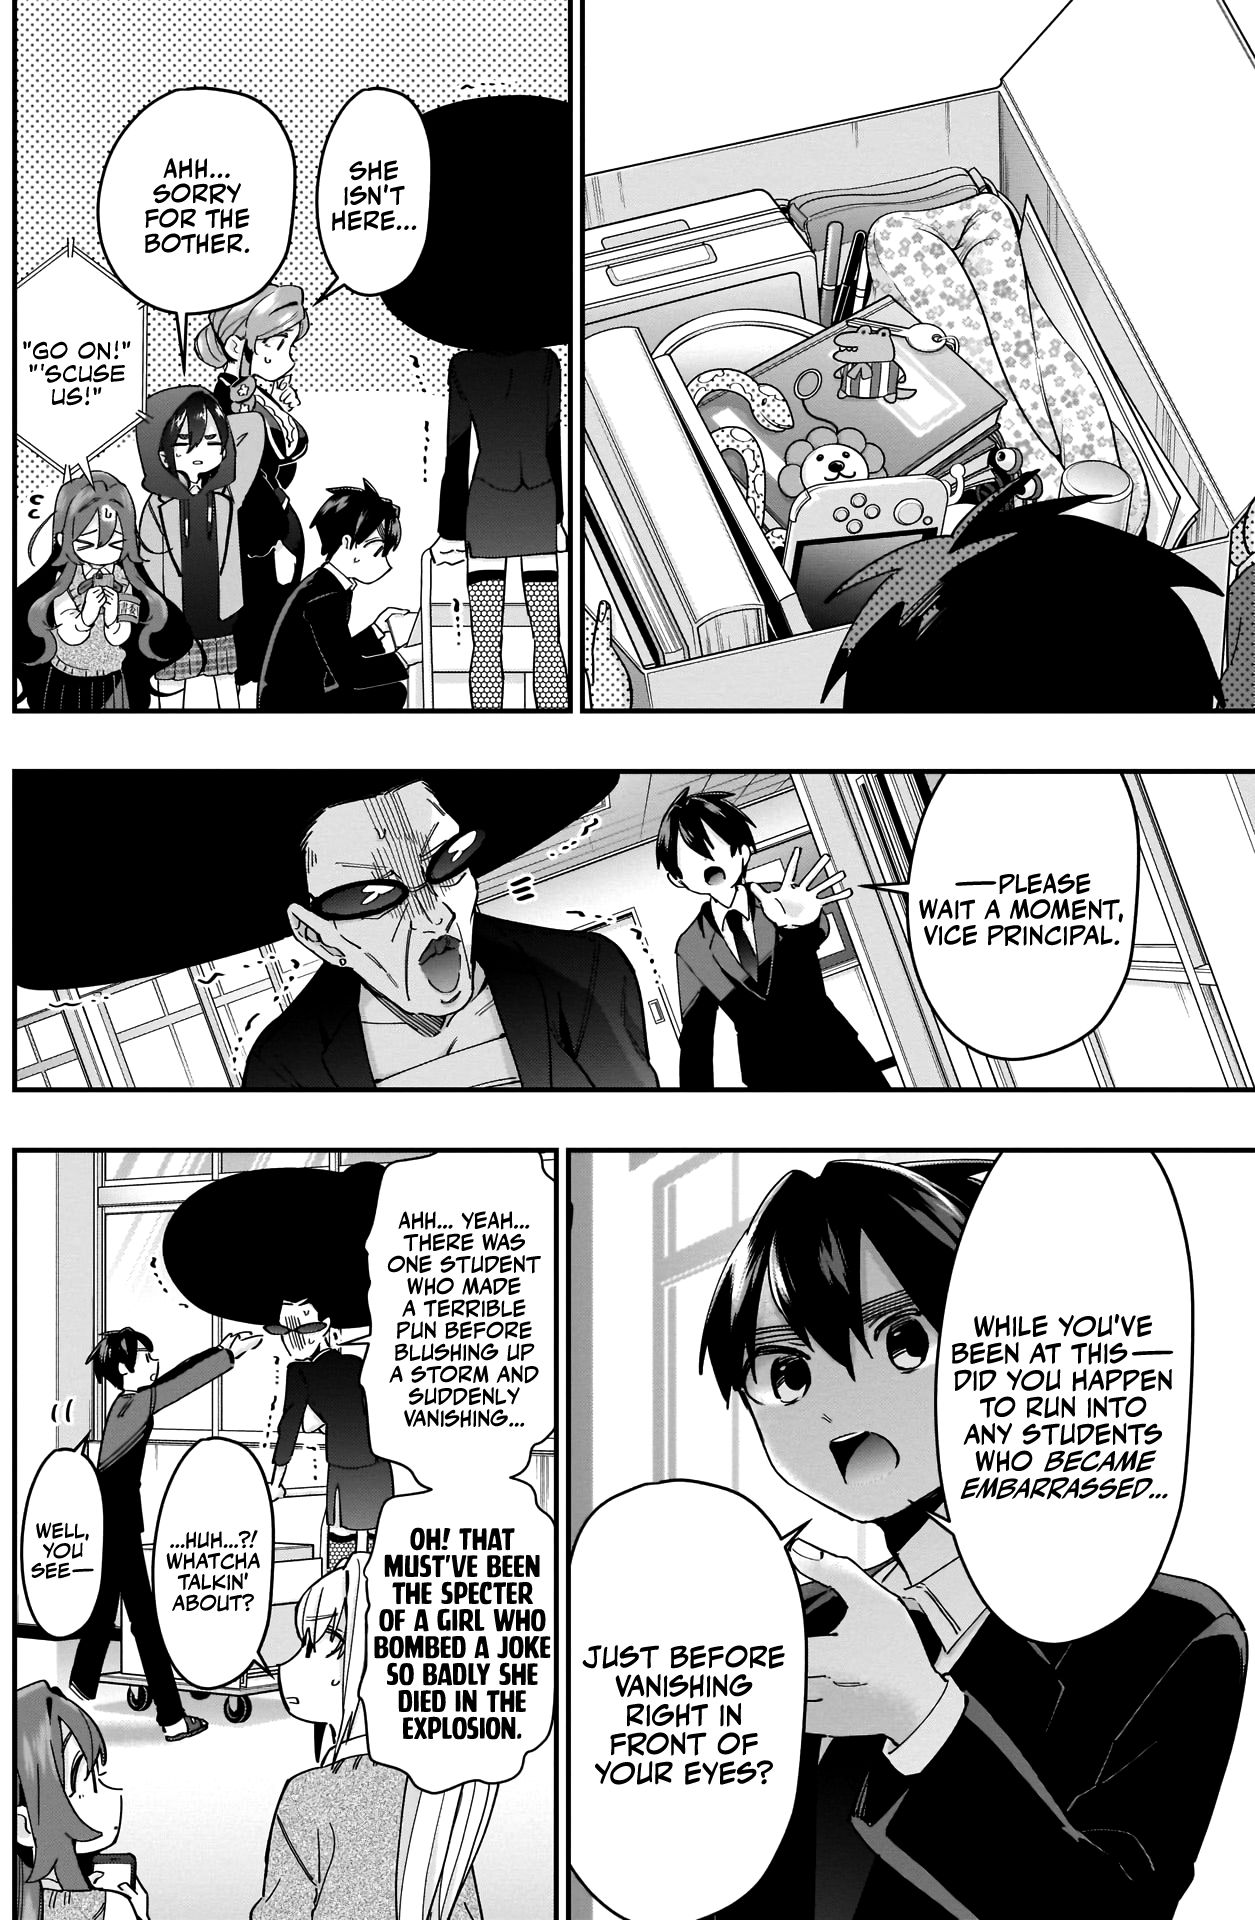 SHE
ISN'T
HERE...
AHH...
SORRY
FOR THE
BOTHER.
"GO ON!"
"'SCUSE
US!"
—PLEASE
WAIT A MOMENT,
VICE PRINCIPAL.
WHILE YOU'VE
BEEN AT THIS—
DID YOU HAPPEN
TO RUN INTO
ANY STUDENTS
WHO BECAME
EMBARRASSED...
JUST BEFORE
VANISHING
RIGHT IN
FRONT OF
YOUR EYES?
AHH... YEAH...
THERE WAS
ONE STUDENT
WHO MADE
A TERRIBLE
PUN BEFORE
BLUSHING UP
A STORM AND
SUDDENLY
VANISHING...
OH! THAT
MUST'VE BEEN
THE SPECTER
OF A GIRL WHO
BOMBED A JOKE
SO BADLY SHE
DIED IN THE
EXPLOSION.
...HUH...?!
WHATCHA
TALKIN'
ABOUT?
WELL,
YOU
SEE—